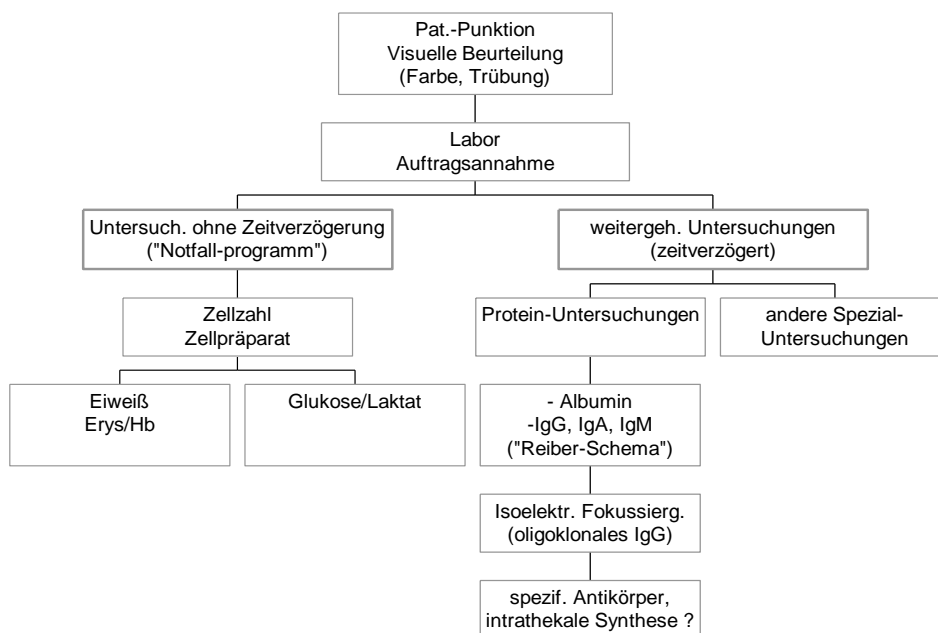 Pat.-Punktion
Visuelle Beurteilung
(Farbe, Trübung)
Labor
Auftragsannahme
Untersuch. ohne Zeitverzögerung
("Notfall-programm")
weitergeh. Untersuchungen
(zeitverzögert)
Zellzahl
Zellpräparat
Protein-Untersuchungen
andere Spezial-
Untersuchungen
Eiweiß
Erys/Hb
Glukose/Laktat
- Albumin
-IgG, IgA, IgM
("Reiber-Schema")
Isoelektr. Fokussierg.
(oligoklonales IgG)
spezif. Antikörper,
intrathekale Synthese ?